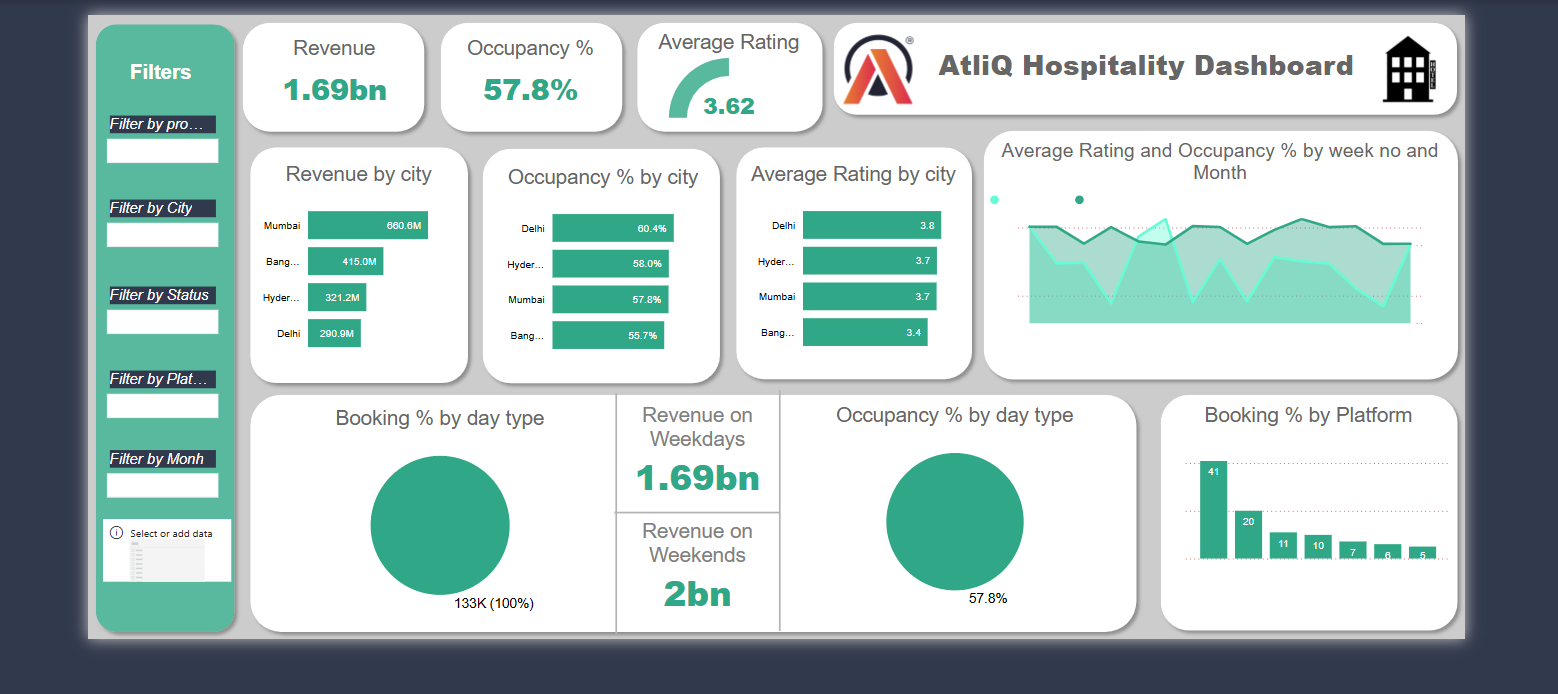 Filters
Filter by pro...
Filter by City
Filter by Status
Filter by Plat...
Filter by Monh
Select or add data
Revenue
1.69bn
Occupancy %
57.8%
Average Rating
3.62
®
AtliQ Hospitality Dashboard
HOTEL
Revenue by city
Mumbai 660.6M
Bang... 415.0M
Hyder... 321.2M
Delhi 290.9M
Occupancy % by city
Delhi 60.4%
Hyder... 58.0%
Mumbai 57.8%
Bang... 55.7%
Average Rating by city
Delhi 3.8
Hyder... 3.7
Mumbai 3.7
Bang... 3.4
Average Rating and Occupancy % by week no and
Month
Booking % by day type
133K (100%)
Revenue on
Weekdays
1.69bn
Revenue on
Weekends
2bn
Occupancy % by day type
57.8%
Booking % by Platform
41
20
11
10
7
6
5